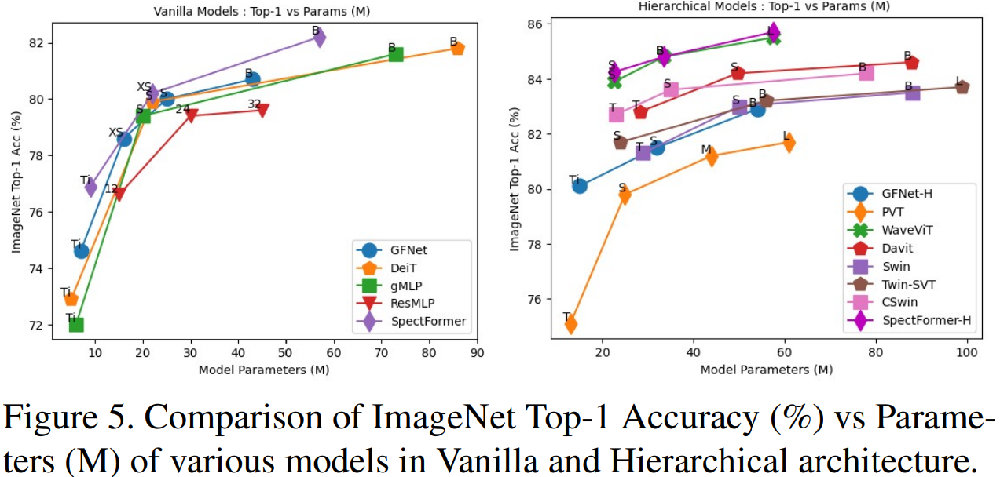 Vanilla Models : Top-1 vs Params (M)
ImageNet Top-1 Acc (%)
82
80
78
76
74
72
10 20 30 40 50 60 70 80 90
Model Parameters (M)
Ti
XS
S
B
Ti
S
B
Ti
S
B
12
24
32
Ti
XS
S
B
GFNet
DeiT
gMLP
ResMLP
SpectFormer
Hierarchical Models : Top-1 vs Params (M)
ImageNet Top-1 Acc (%)
86
84
82
80
78
76
20 40 60 80 100
Model Parameters (M)
Ti
S
B
T
S
M
L
S
B
L
T
S
B
T
S
B
S
B
L
T
S
B
S
B
L
GFNet-H
PVT
WaveViT
Davit
Swin
Twin-SVT
CSwin
SpectFormer-H
Figure 5. Comparison of ImageNet Top-1 Accuracy (%) vs Parame-
ters (M) of various models in Vanilla and Hierarchical architecture.